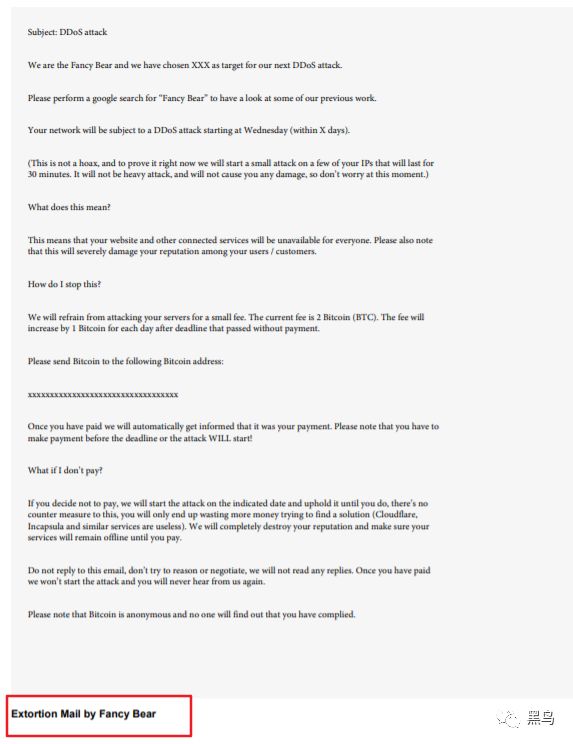 Subject: DDoS attack
We are the Fancy Bear and we have chosen XXX as target for our next DDoS attack.
Please perform a google search for “Fancy Bear” to have a look at some of our previous work.
Your network will be subject to a DDoS attack starting at Wednesday (within X days).
(This is not a hoax, and to prove it right now we will start a small attack on a few of your IPs that will last for
30 minutes. It will not be heavy attack, and will not cause you any damage, so don't worry at this moment.)
What does this mean?
This means that your website and other connected services will be unavailable for everyone. Please also note
that this will severely damage your reputation among your users / customers.
How do I stop this?
We will refrain from attacking your servers for a small fee. The current fee is 2 Bitcoin (BTC). The fee will
increase by 1 Bitcoin for each day after deadline that passed without payment.
Please send Bitcoin to the following Bitcoin address:
xxxxxxxxxxxxxxxxxxxxxxxxxxxxxxxxxx
Once you have paid we will automatically get informed that it was your payment. Please note that you have to
make payment before the deadline or the attack WILL start!
What if I don't pay?
If you decide not to pay, we will start the attack on the indicated date and uphold it until you do, there's no
counter measure to this, you will only end up wasting more money trying to find a solution (Cloudflare,
Incapsula and similar services are useless). We will completely destroy your reputation and make sure your
services will remain offline until you pay.
Do not reply to this email, don't try to reason or negotiate, we will not read any replies. Once you have paid
we won't start the attack and you will never hear from us again.
Please note that Bitcoin is anonymous and no one will find out that you have complied.
Extortion Mail by Fancy Bear
黑鸟